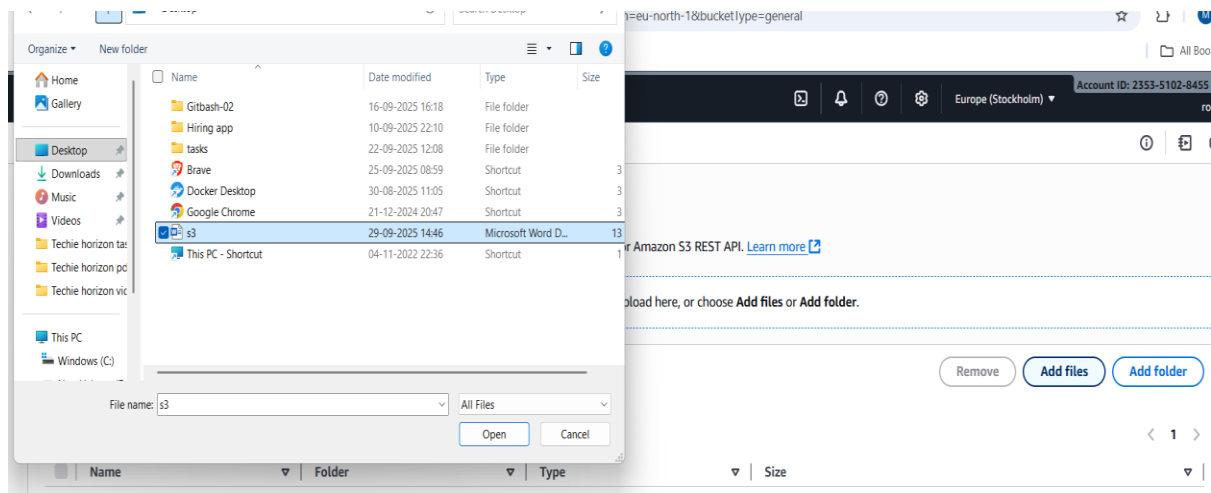 n=eu-north-1&bucketType=general
Organize
New folder
All Boo
Home
Gallery
Desktop
Downloads
Music
Videos
Techie horizon tas
Techie horizon pd
Techie horizon vic
This PC
Windows (C:)
Name Date modified Type Size
Gitbash-02 16-09-2025 16:18 File folder
Hiring app 10-09-2025 22:10 File folder
tasks 22-09-2025 12:08 File folder
Brave 25-09-2025 08:59 Shortcut 3
Docker Desktop 30-08-2025 11:05 Shortcut 3
Google Chrome 21-12-2024 20:47 Shortcut 3
s3 29-09-2025 14:46 Microsoft Word D... 13
This PC - Shortcut 04-11-2022 22:36 Shortcut 1
File name: s3 All Files
Open Cancel
Account ID: 2353-5102-8455
Europe (Stockholm)
ro
r Amazon S3 REST API. Learn more
pload here, or choose Add files or Add folder.
Remove Add files Add folder
1
Name Folder Type Size